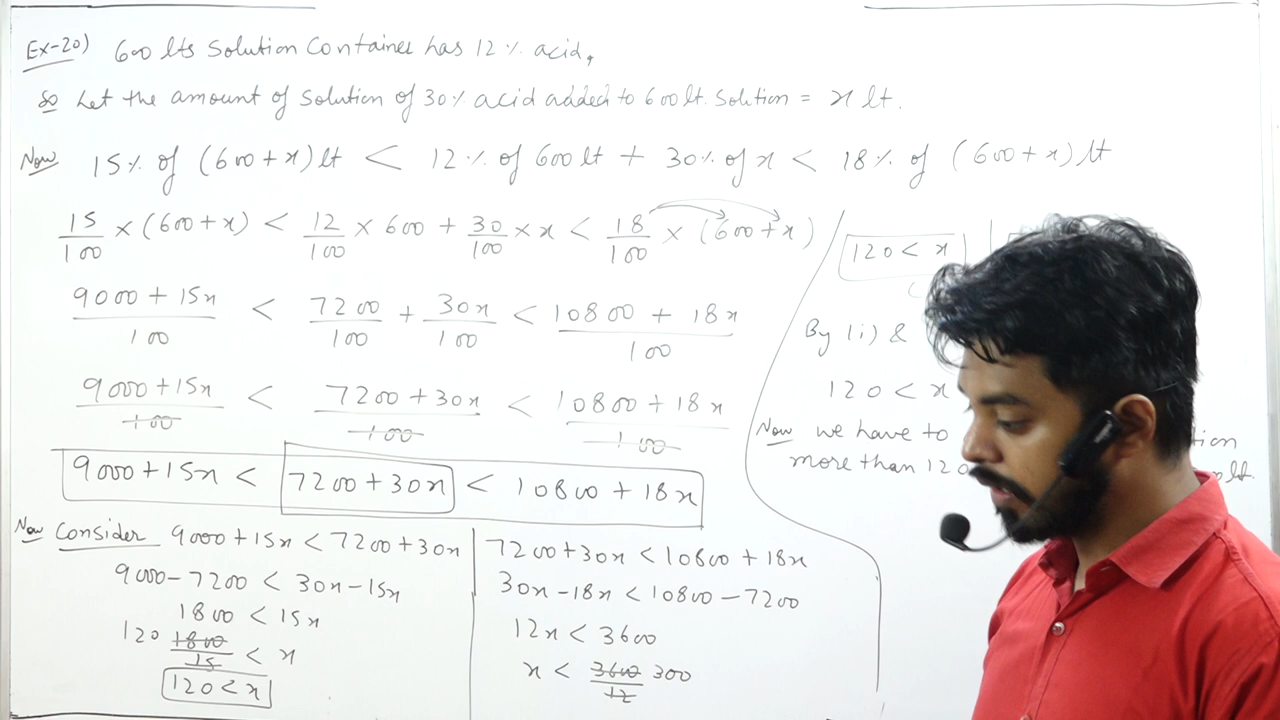 Ex-20) 600 lts solution container has 12% acid,
So Let the amount of solution of 30% acid added to 600 lt. solution = x lt.
Now 15% of (600+x) lt < 12% of 600 lt + 30% of x < 18% of (600+x) lt
15/100 × (600+x) < 12/100 × 600 + 30/100 × x < 18/100 × (600+x)
(9000+15x)/100 < 7200/100 + 30x/100 < (10800+18x)/100
(9000+15x)/100 < (7200+30x)/100 < (10800+18x)/100
9000+15x < 7200+30x < 10800+18x
Now Consider 9000+15x < 7200+30x
9000-7200 < 30x-15x
1800 < 15x
120 1800/15 < x
120 < x
7200+30x < 10800+18x
30x-18x < 10800-7200
12x < 3600
x < 3600/12 300
120 < x
By (i) &
120 < x
Now we have to
more than 120 lt.